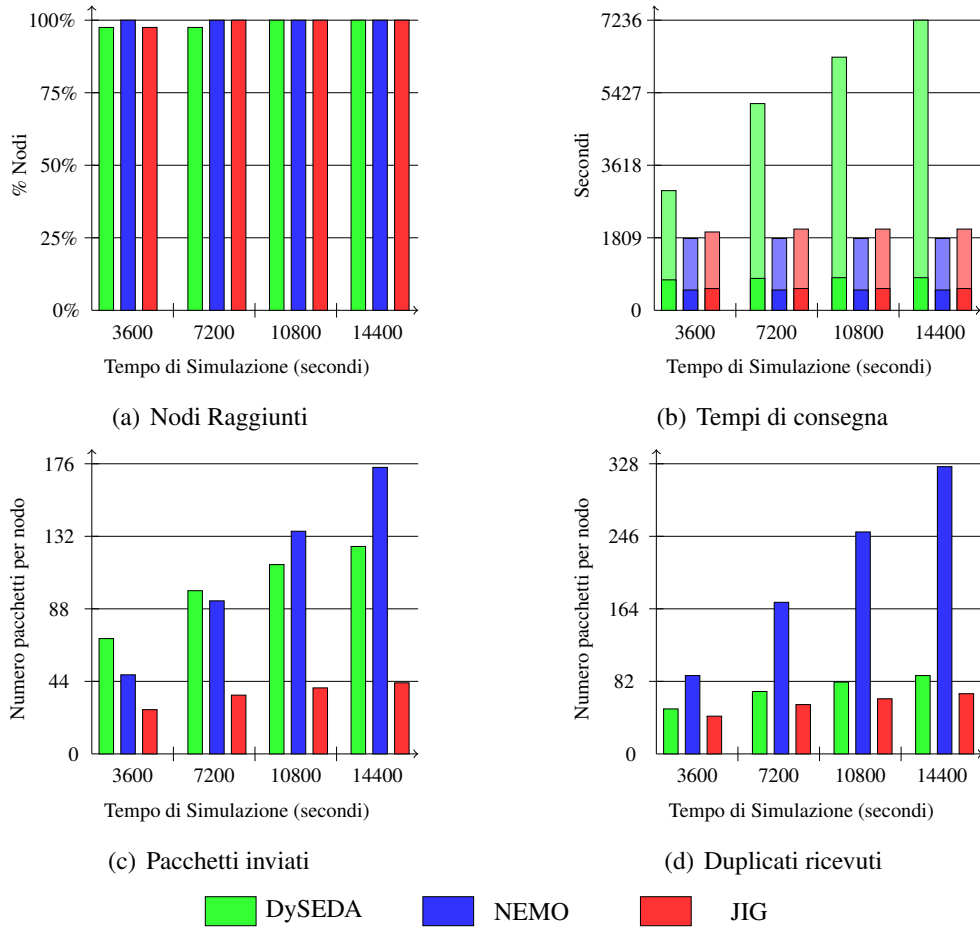 100%
75%
50%
25%
0%
% Nodi
3600 7200 10800 14400
Tempo di Simulazione (secondi)
(a) Nodi Raggiunti
7236
5427
3618
1809
0
Secondi
3600 7200 10800 14400
Tempo di Simulazione (secondi)
(b) Tempi di consegna
176
132
88
44
0
Numero pacchetti per nodo
3600 7200 10800 14400
Tempo di Simulazione (secondi)
(c) Pacchetti inviati
328
246
164
82
0
Numero pacchetti per nodo
3600 7200 10800 14400
Tempo di Simulazione (secondi)
(d) Duplicati ricevuti
DySEDA NEMO JIG